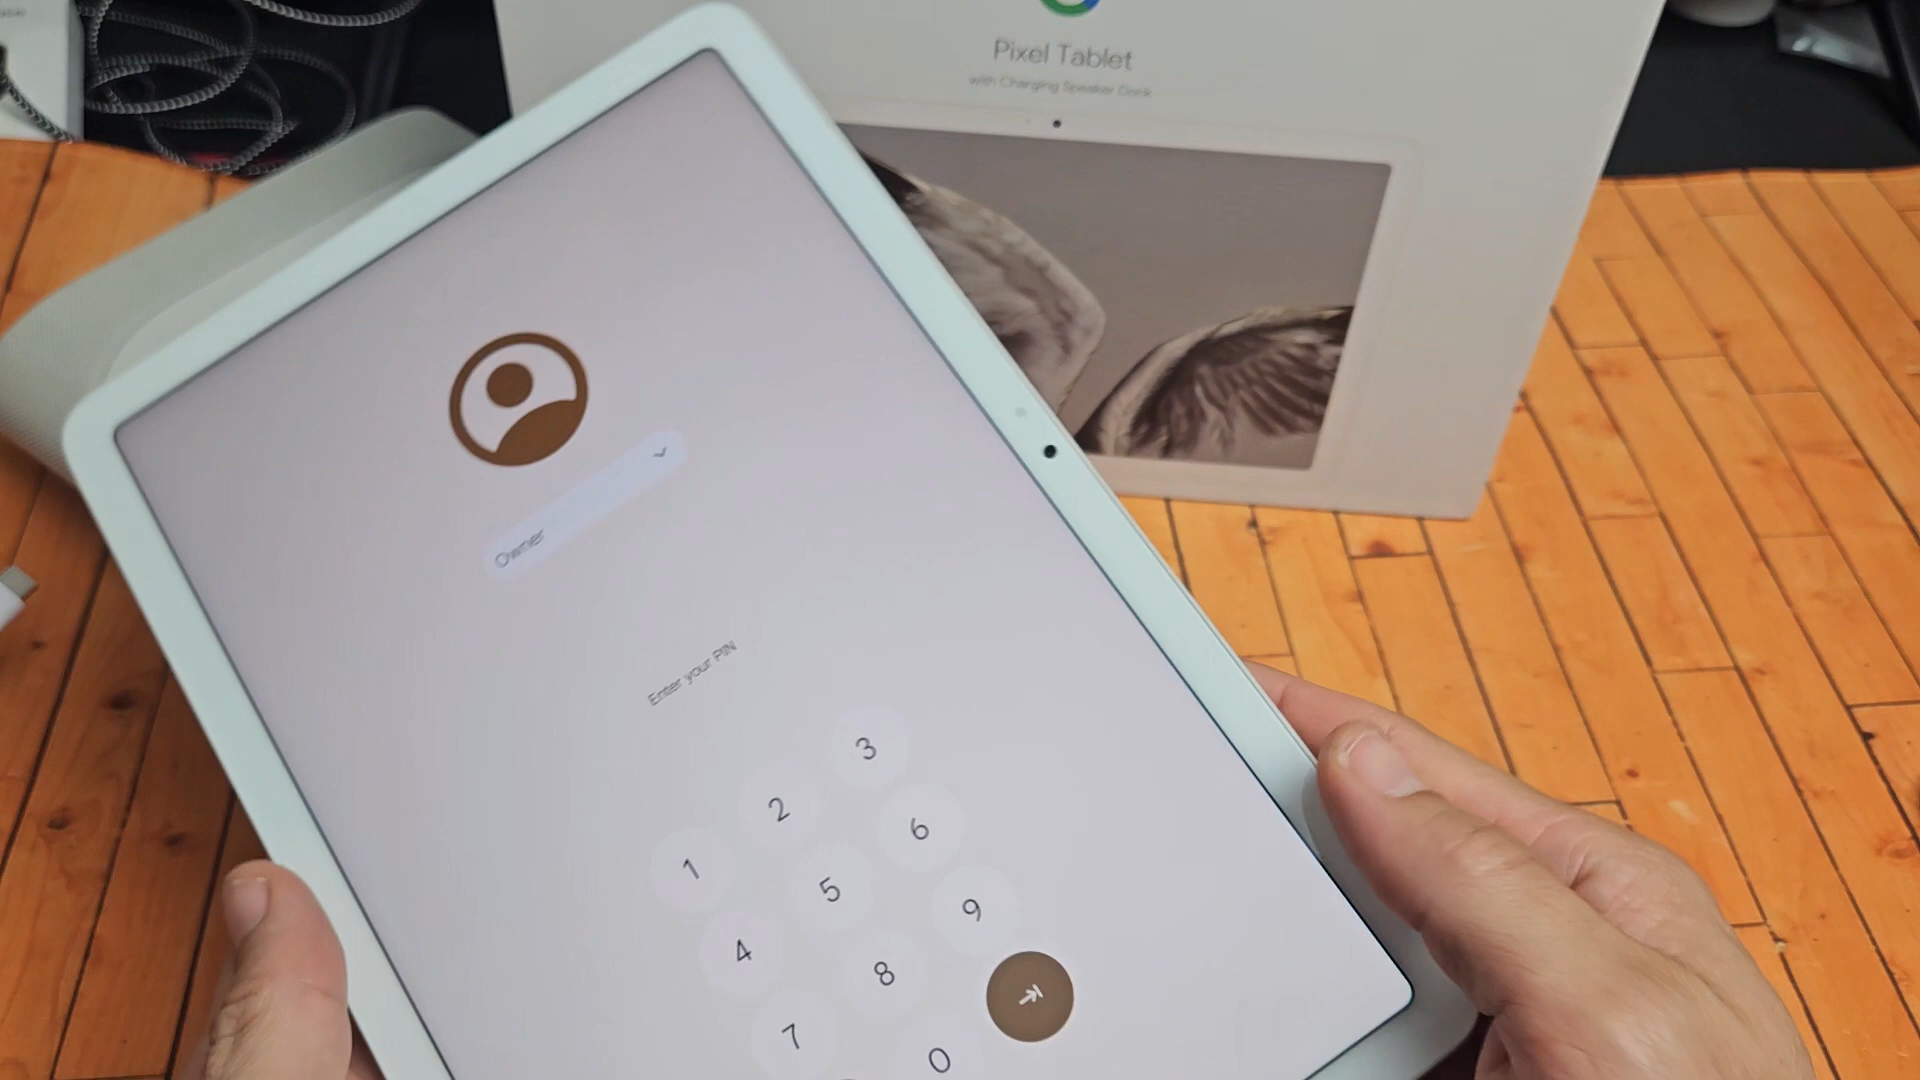 Pixel Tablet
with Charging Speaker Dock
Owner
Enter your PIN
1 2 3
4 5 6
7 8 9
0